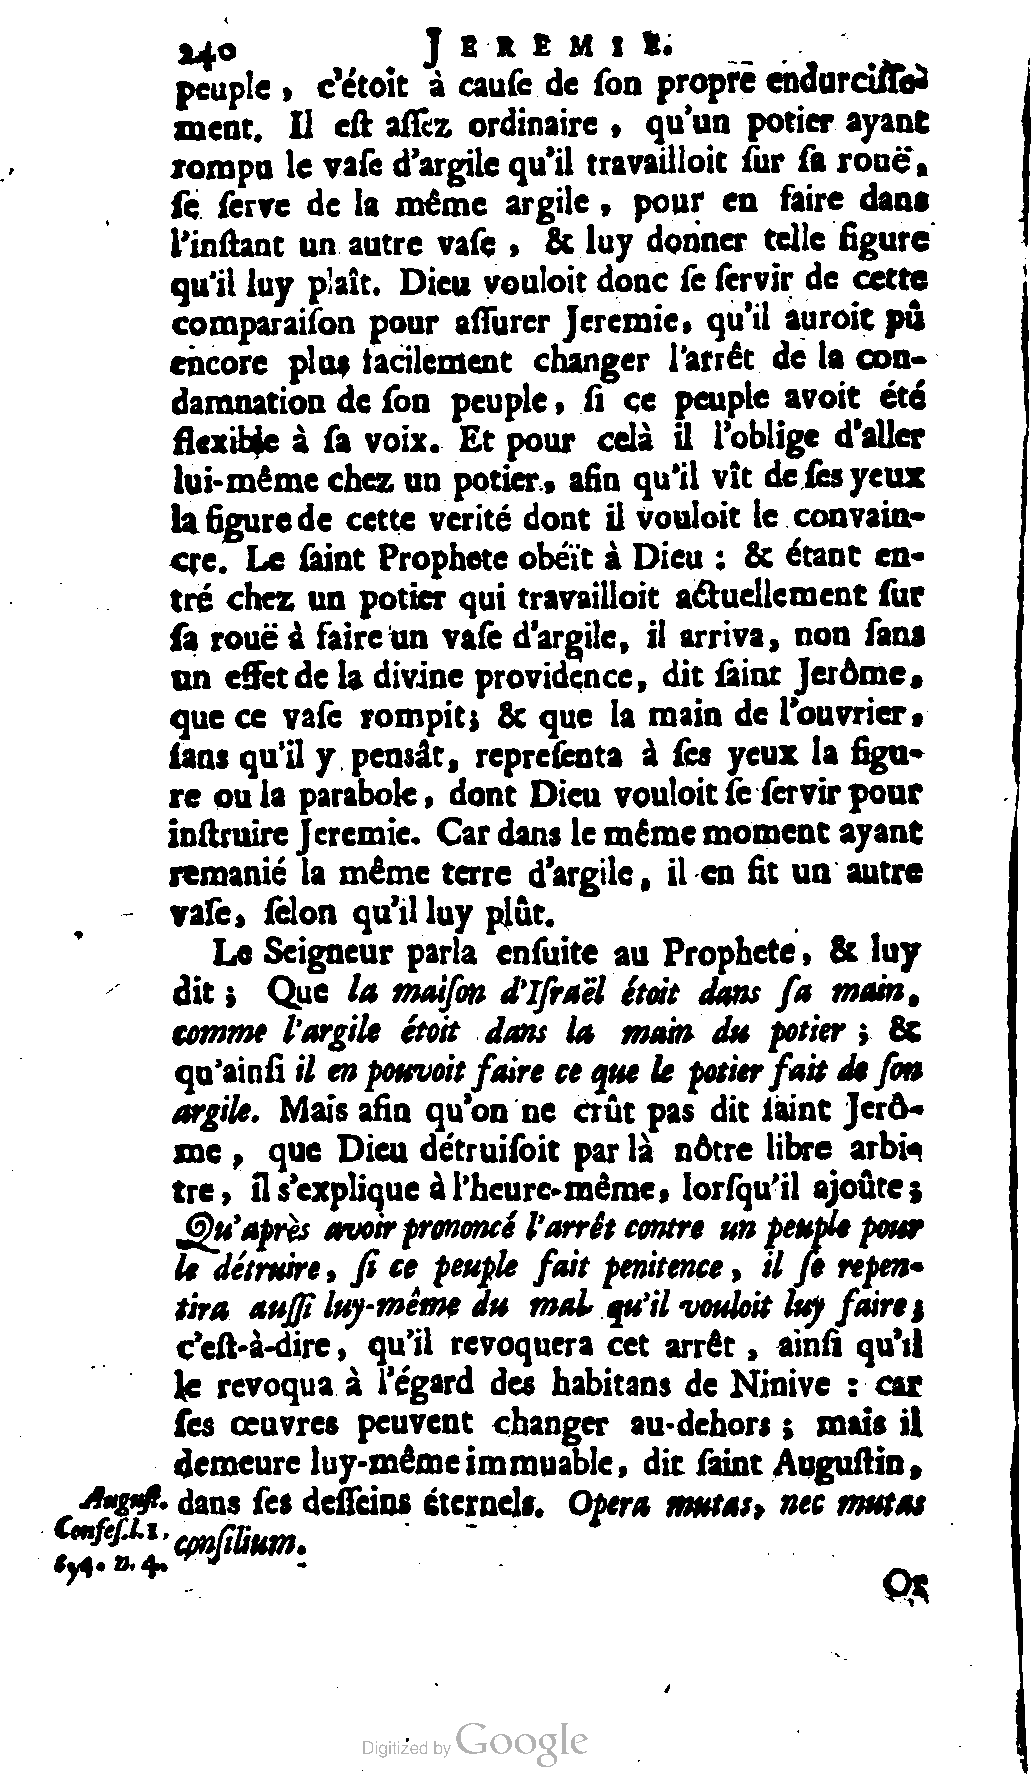 240 JEREMIE.
peuple, c'étoit à cauſe de ſon propre endurciſſe-
ment. Il eſt aſſez ordinaire, qu'un potier ayant
rompu le vaſe d'argile qu'il travailloit ſur ſa rouë,
ſe ſerve de la même argile, pour en faire dans
l'inſtant un autre vaſe, & luy donner telle figure
qu'il luy plaît. Dieu vouloit donc ſe ſervir de cette
comparaiſon pour aſſurer Jeremie, qu'il auroit pû
encore plus facilement changer l'arrêt de la con-
damnation de ſon peuple, ſi ce peuple avoit été
flexible à ſa voix. Et pour celà il l'oblige d'aller
lui-même chez un potier, afin qu'il vît de ſes yeux
la figure de cette verité dont il vouloit le convain-
cre. Le ſaint Prophete obéït à Dieu : & étant en-
tré chez un potier qui travailloit actuellement ſur
ſa rouë à faire un vaſe d'argile, il arriva, non ſans
un effet de la divine providence, dit ſaint Jerôme,
que ce vaſe rompit; & que la main de l'ouvrier,
ſans qu'il y pensât, repreſenta à ſes yeux la figu-
re ou la parabole, dont Dieu vouloit ſe ſervir pour
inſtruire Jeremie. Car dans le même moment ayant
remanié la même terre d'argile, il en fit un autre
vaſe, ſelon qu'il luy plût.
Le Seigneur parla enſuite au Prophete, & luy
dit; Que la maiſon d'Iſraël étoit dans ſa main,
comme l'argile étoit dans la main du potier; &
qu'ainſi il en pouvoit faire ce que le potier fait de ſon
argile. Mais afin qu'on ne crût pas dit ſaint Jerô-
me, que Dieu détruiſoit par là nôtre libre arbi-
tre, il s'explique à l'heure-même, lorſqu'il ajoûte;
Qu'après avoir prononcé l'arrêt contre un peuple pour
le détruire, ſi ce peuple fait penitence, il ſe repen-
tira auſſi luy-même du mal qu'il vouloit luy faire;
c'eſt-à-dire, qu'il revoquera cet arrêt, ainſi qu'il
le revoqua à l'égard des habitans de Ninive : car
ſes œuvres peuvent changer au-dehors; mais il
demeure luy-même immuable, dit ſaint Auguſtin,
Auguſt. dans ſes deſſeins éternels. Opera mutas, nec mutas
Confeſ. l. 1. conſilium.
c. 4. n. 4.
Or
Digitized by Google